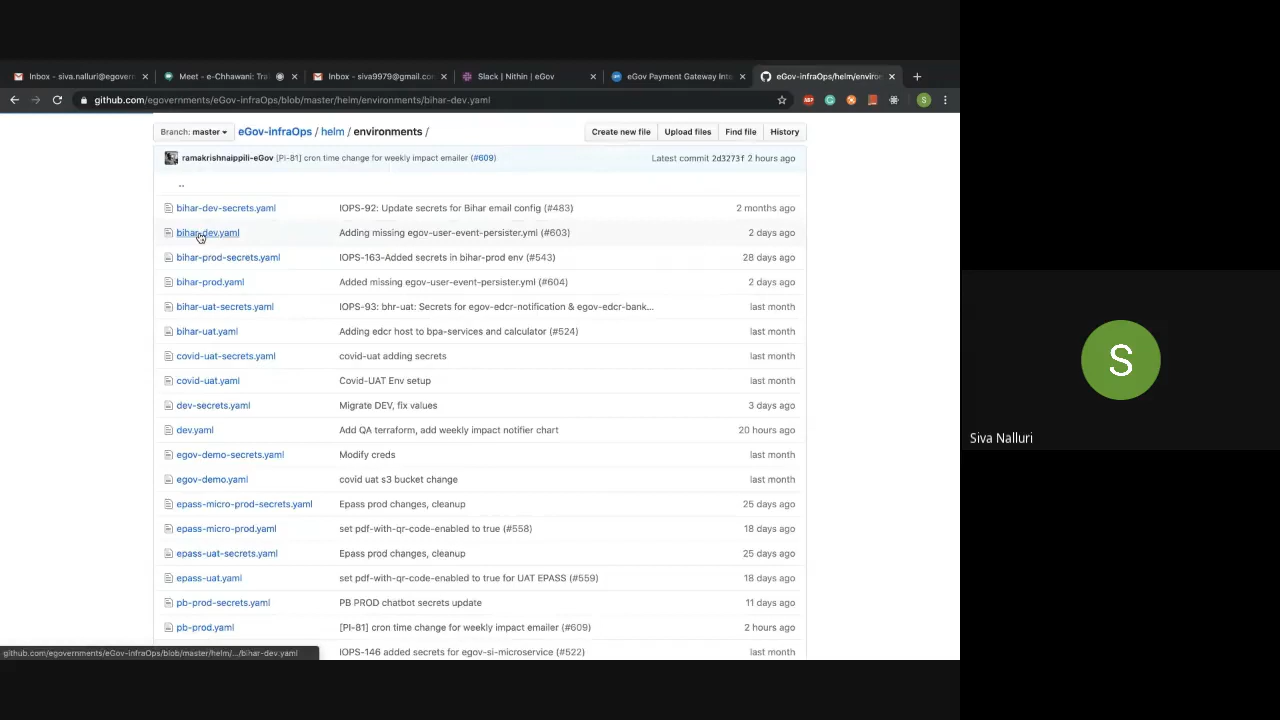 Inbox - siva.nalluri@egovern
Meet - e-Chhawani: Tra
Inbox - siva9979@gmail.co
Slack | Nithin | eGov
eGov Payment Gateway Int
eGov-infraOps/helm/environ
github.com/egovernments/eGov-infraOps/blob/master/helm/environments/bihar-dev.yaml
S
Branch: master
eGov-infraOps / helm / environments /
Create new file
Upload files
Find file
History
ramakrishnaippili-eGov [PI-81] cron time change for weekly impact emailer (#609)
Latest commit 2d3273f 2 hours ago
..
bihar-dev-secrets.yaml IOPS-92: Update secrets for Bihar email config (#483) 2 months ago
bihar-dev.yaml Adding missing egov-user-event-persister.yml (#603) 2 days ago
bihar-prod-secrets.yaml IOPS-163-Added secrets in bihar-prod env (#543) 28 days ago
bihar-prod.yaml Added missing egov-user-event-persister.yml (#604) 2 days ago
bihar-uat-secrets.yaml IOPS-93: bhr-uat: Secrets for egov-edcr-notification & egov-edcr-bank... last month
bihar-uat.yaml Adding edcr host to bpa-services and calculator (#524) last month
covid-uat-secrets.yaml covid-uat adding secrets last month
covid-uat.yaml Covid-UAT Env setup last month
dev-secrets.yaml Migrate DEV, fix values 3 days ago
dev.yaml Add QA terraform, add weekly impact notifier chart 20 hours ago
egov-demo-secrets.yaml Modify creds last month
egov-demo.yaml covid uat s3 bucket change last month
epass-micro-prod-secrets.yaml Epass prod changes, cleanup 25 days ago
epass-micro-prod.yaml set pdf-with-qr-code-enabled to true (#558) 18 days ago
epass-uat-secrets.yaml Epass prod changes, cleanup 25 days ago
epass-uat.yaml set pdf-with-qr-code-enabled to true for UAT EPASS (#559) 18 days ago
pb-prod-secrets.yaml PB PROD chatbot secrets update 11 days ago
pb-prod.yaml [PI-81] cron time change for weekly impact emailer (#609) 2 hours ago
IOPS-146 added secrets for egov-si-microservice (#522) last month
github.com/egovernments/eGov-infraOps/blob/master/helm/.../bihar-dev.yaml
S
Siva Nalluri